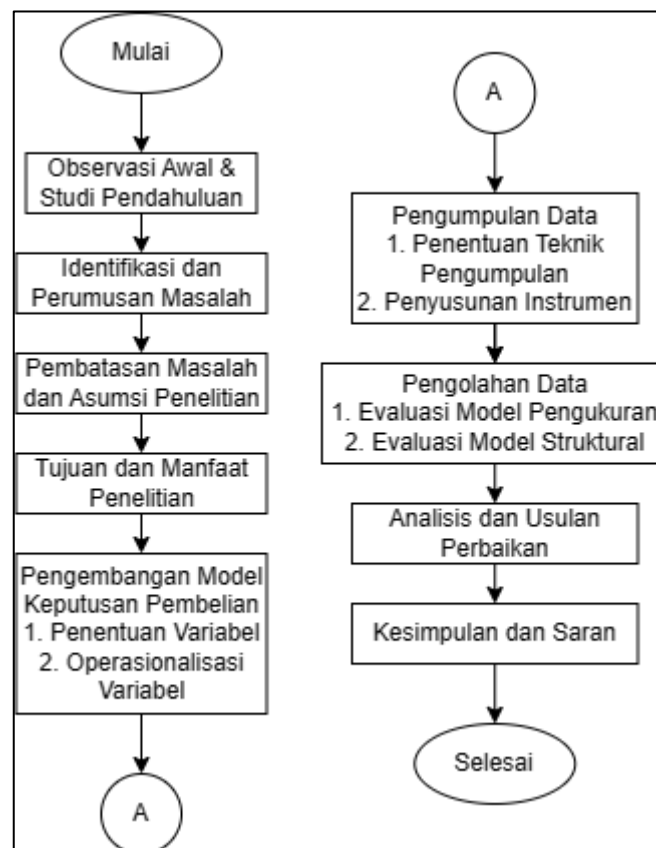 Mulai
Observasi Awal &
Studi Pendahuluan
Identifikasi dan
Perumusan Masalah
Pembatasan Masalah
dan Asumsi Penelitian
Tujuan dan Manfaat
Penelitian
Pengembangan Model
Keputusan Pembelian
1. Penentuan Variabel
2. Operasionalisasi
Variabel
A
A
Pengumpulan Data
1. Penentuan Teknik
Pengumpulan
2. Penyusunan Instrumen
Pengolahan Data
1. Evaluasi Model Pengukuran
2. Evaluasi Model Struktural
Analisis dan Usulan
Perbaikan
Kesimpulan dan Saran
Selesai